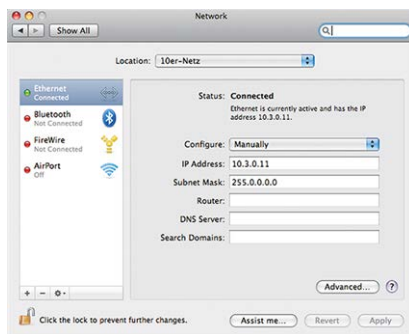 Network
Show All
Location: 10er-Netz
Ethernet
Connected
Bluetooth
Not Connected
FireWire
Not Connected
AirPort
Off
Status: Connected
Ethernet is currently active and has the IP
address 10.3.0.11.
Configure: Manually
IP Address: 10.3.0.11
Subnet Mask: 255.0.0.0
Router:
DNS Server:
Search Domains:
Advanced... ?
Click the lock to prevent further changes.
Assist me... Revert Apply